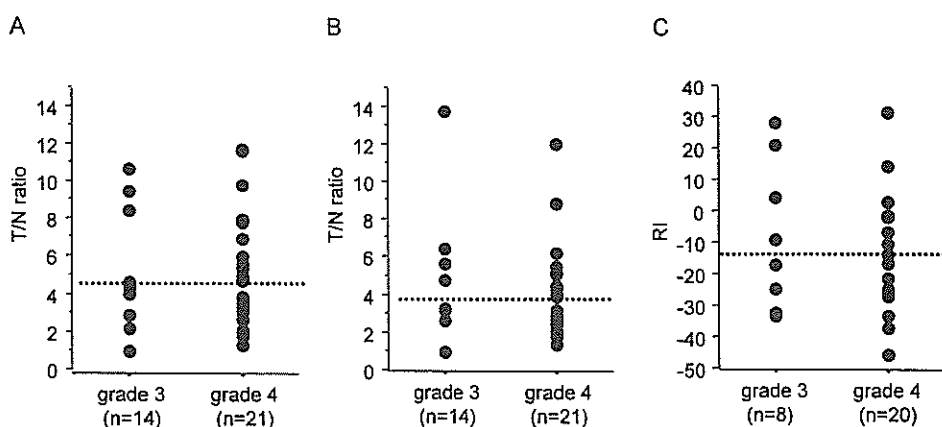 A
B
C
T/N ratio
14
12
10
8
6
4
2
0
grade 3
(n=14)
grade 4
(n=21)
T/N ratio
14
12
10
8
6
4
2
0
grade 3
(n=14)
grade 4
(n=21)
RI
40
30
20
10
0
-10
-20
-30
-40
-50
grade 3
(n=8)
grade 4
(n=20)